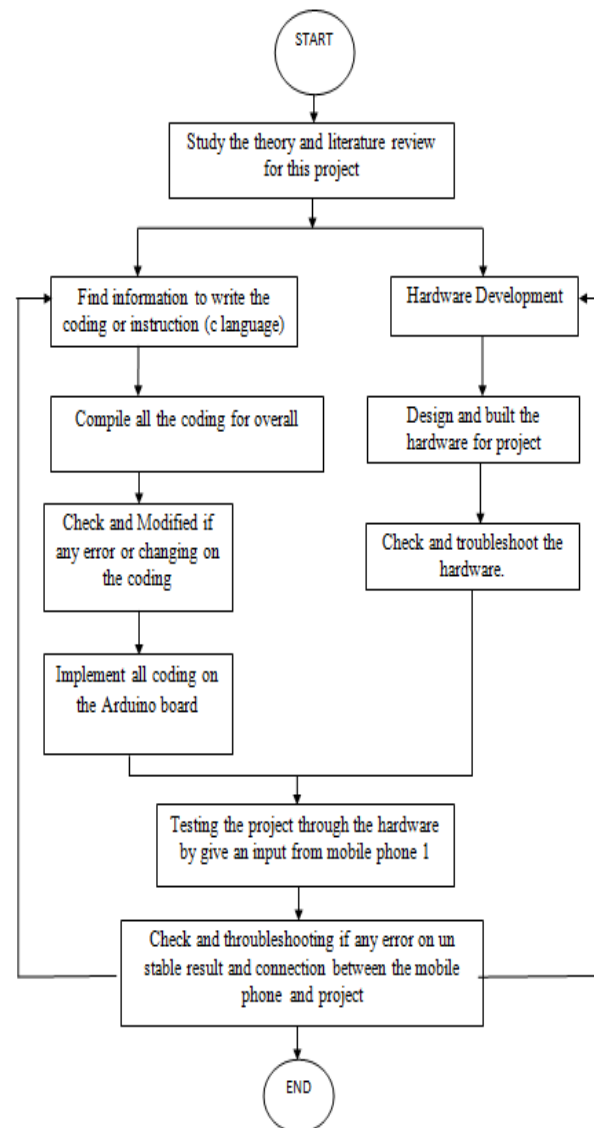 START
Study the theory and literature review
for this project
Find information to write the
coding or instruction (c language)
Hardware Development
Compile all the coding for overall
Design and built the
hardware for project
Check and Modified if
any error or changing on
the coding
Check and troubleshoot the
hardware.
Implement all coding on
the Arduino board
Testing the project through the hardware
by give an input from mobile phone 1
Check and throubleshooting if any error on un
stable result and connection between the mobile
phone and project
END